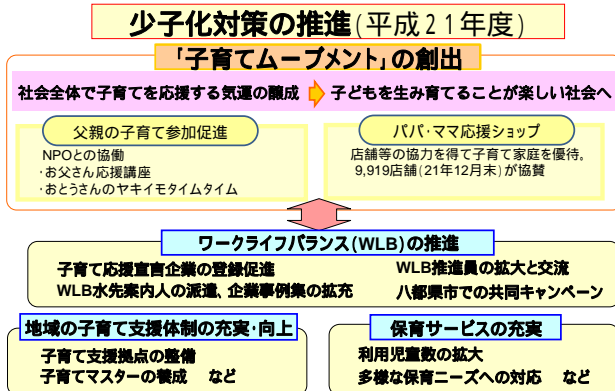 少子化対策の推進(平成21年度)
「子育てムーブメント」の創出
社会全体で子育てを応援する気運の醸成 子どもを生み育てることが楽しい社会へ
父親の子育て参加促進
NPOとの協働
・お父さん応援講座
・おとうさんのヤキイモタイムタイム
パパ・ママ応援ショップ
店舗等の協力を得て子育て家庭を優待。
9,919店舗(21年12月末)が協賛
ワークライフバランス(WLB)の推進
子育て応援宣言企業の登録促進 WLB推進員の拡大と交流
WLB水先案内人の派遣、企業事例集の拡充 八都県市での共同キャンペーン
地域の子育て支援体制の充実・向上
子育て支援拠点の整備
子育てマスターの養成 など
保育サービスの充実
利用児童数の拡大
多様な保育ニーズへの対応 など